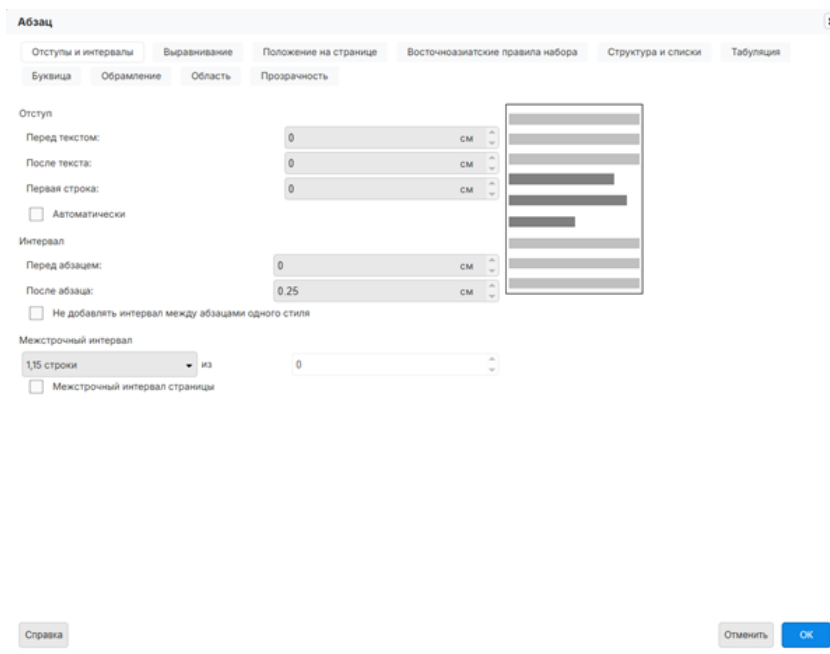 Абзац
Отступы и интервалы Выравнивание Положение на странице Восточноазиатские правила набора Структура и списки Табуляция
Буквица Обрамление Область Прозрачность
Отступ
Перед текстом: 0 см
После текста: 0 см
Первая строка: 0 см
Автоматически
Интервал
Перед абзацем: 0 см
После абзаца: 0.25 см
Не добавлять интервал между абзацами одного стиля
Межстрочный интервал
1,15 строки из 0
Межстрочный интервал страницы
Справка Отменить ОК